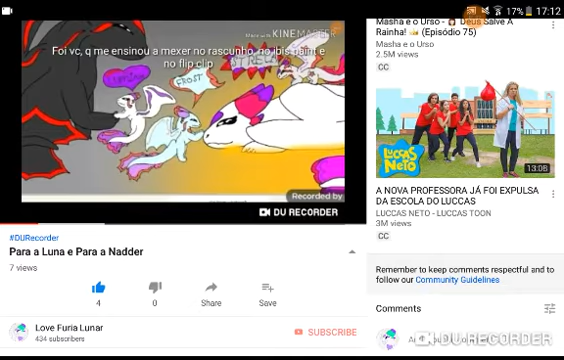 17%
17:12
KINEMASTER
Foi vc, q me ensinou a mexer no rascunho, no ibis paint e
no flip clip
FROST
Recorded by
DU RECORDER
#DURecorder
Para a Luna e Para a Nadder
7 views
4
0
Share
Save
Love Furia Lunar
434 subscribers
SUBSCRIBE
Masha e o Urso - Deus Salve A
Rainha! (Episódio 75)
Masha e o Urso
2.5M views
CC
LUCCAS
NETO
13:08
A NOVA PROFESSORA JÁ FOI EXPULSA
DA ESCOLA DO LUCCAS
LUCCAS NETO - LUCCAS TOON
3M views
CC
Remember to keep comments respectful and to
follow our Community Guidelines
Comments
DU RECORDER